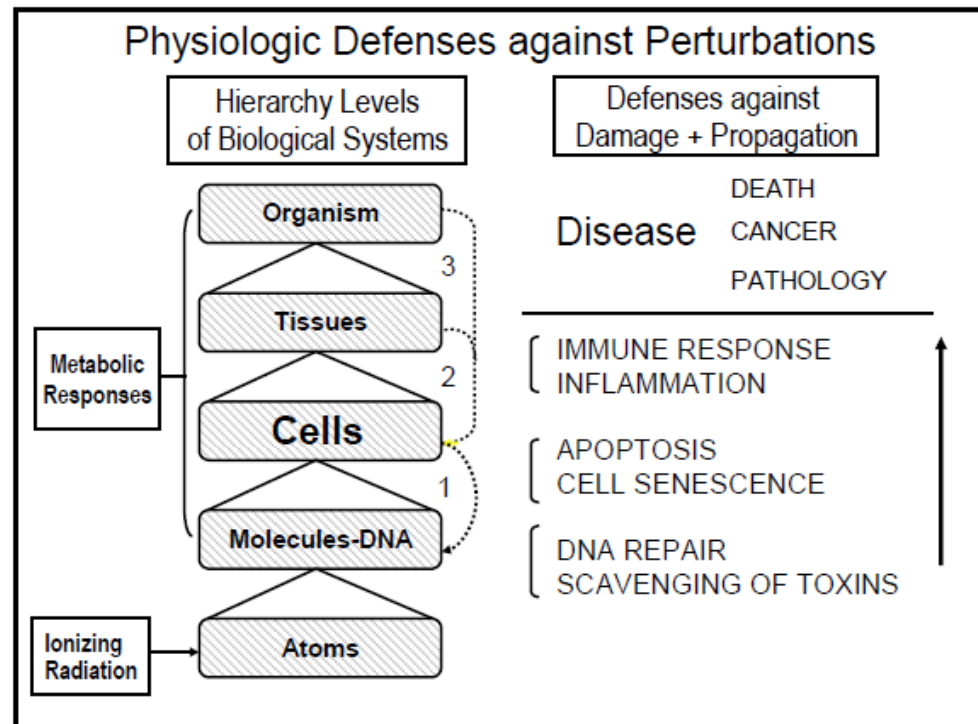 Physiologic Defenses against Perturbations
Hierarchy Levels
of Biological Systems
Defenses against
Damage + Propagation
Organism
3
Tissues
2
Cells
1
Molecules-DNA
Atoms
Metabolic
Responses
Ionizing
Radiation
Disease
DEATH
CANCER
PATHOLOGY
IMMUNE RESPONSE
INFLAMMATION
APOPTOSIS
CELL SENESCENCE
DNA REPAIR
SCAVENGING OF TOXINS